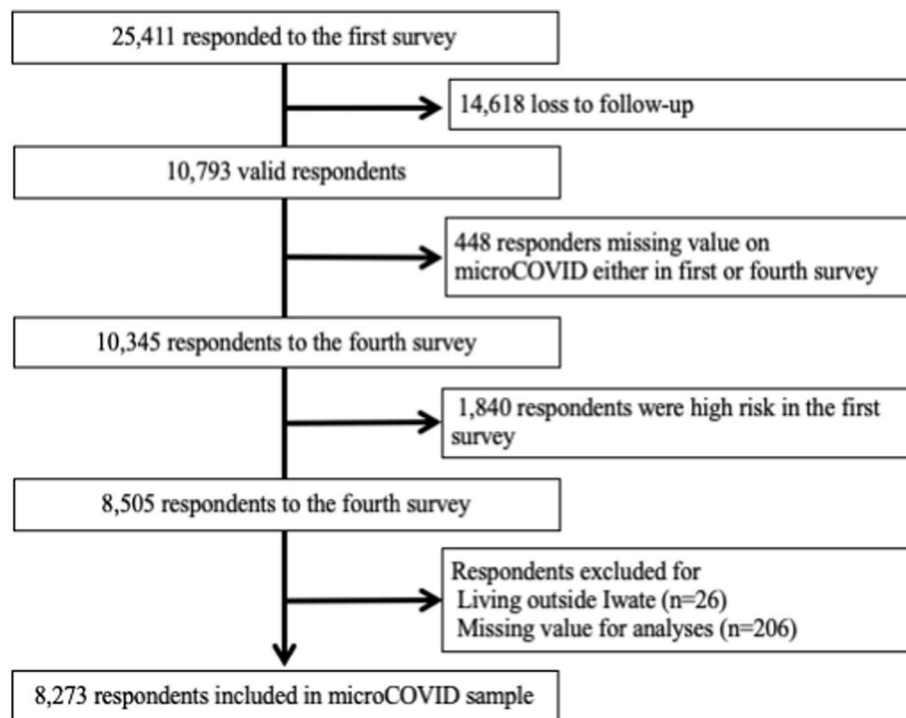 25,411 responded to the first survey
14,618 loss to follow-up
10,793 valid respondents
448 responders missing value on
microCOVID either in first or fourth survey
10,345 respondents to the fourth survey
1,840 respondents were high risk in the first
survey
8,505 respondents to the fourth survey
Respondents excluded for
Living outside Iwate (n=26)
Missing value for analyses (n=206)
8,273 respondents included in microCOVID sample